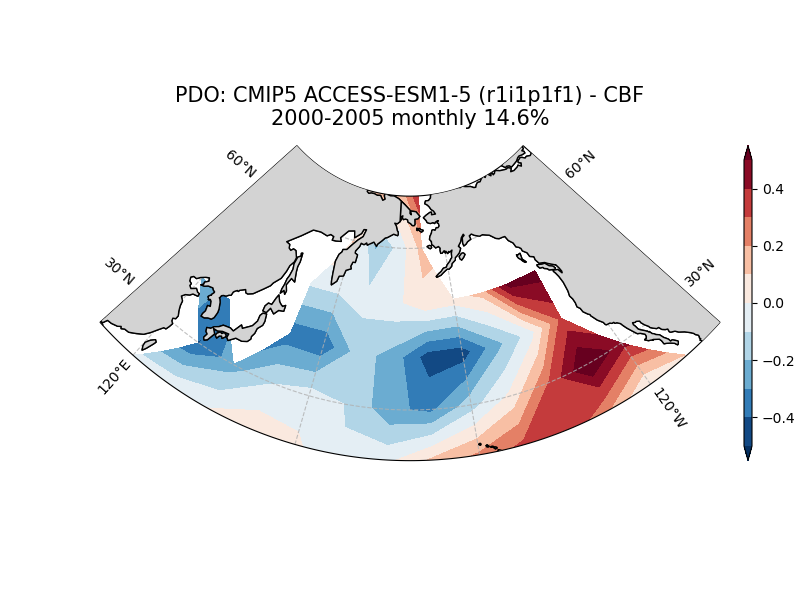 PDO: CMIP5 ACCESS-ESM1-5 (r1i1p1f1) - CBF
2000-2005 monthly 14.6%
60°N
60°N
30°N
30°N
120°E
120°W
0.4
0.2
0.0
−0.2
−0.4